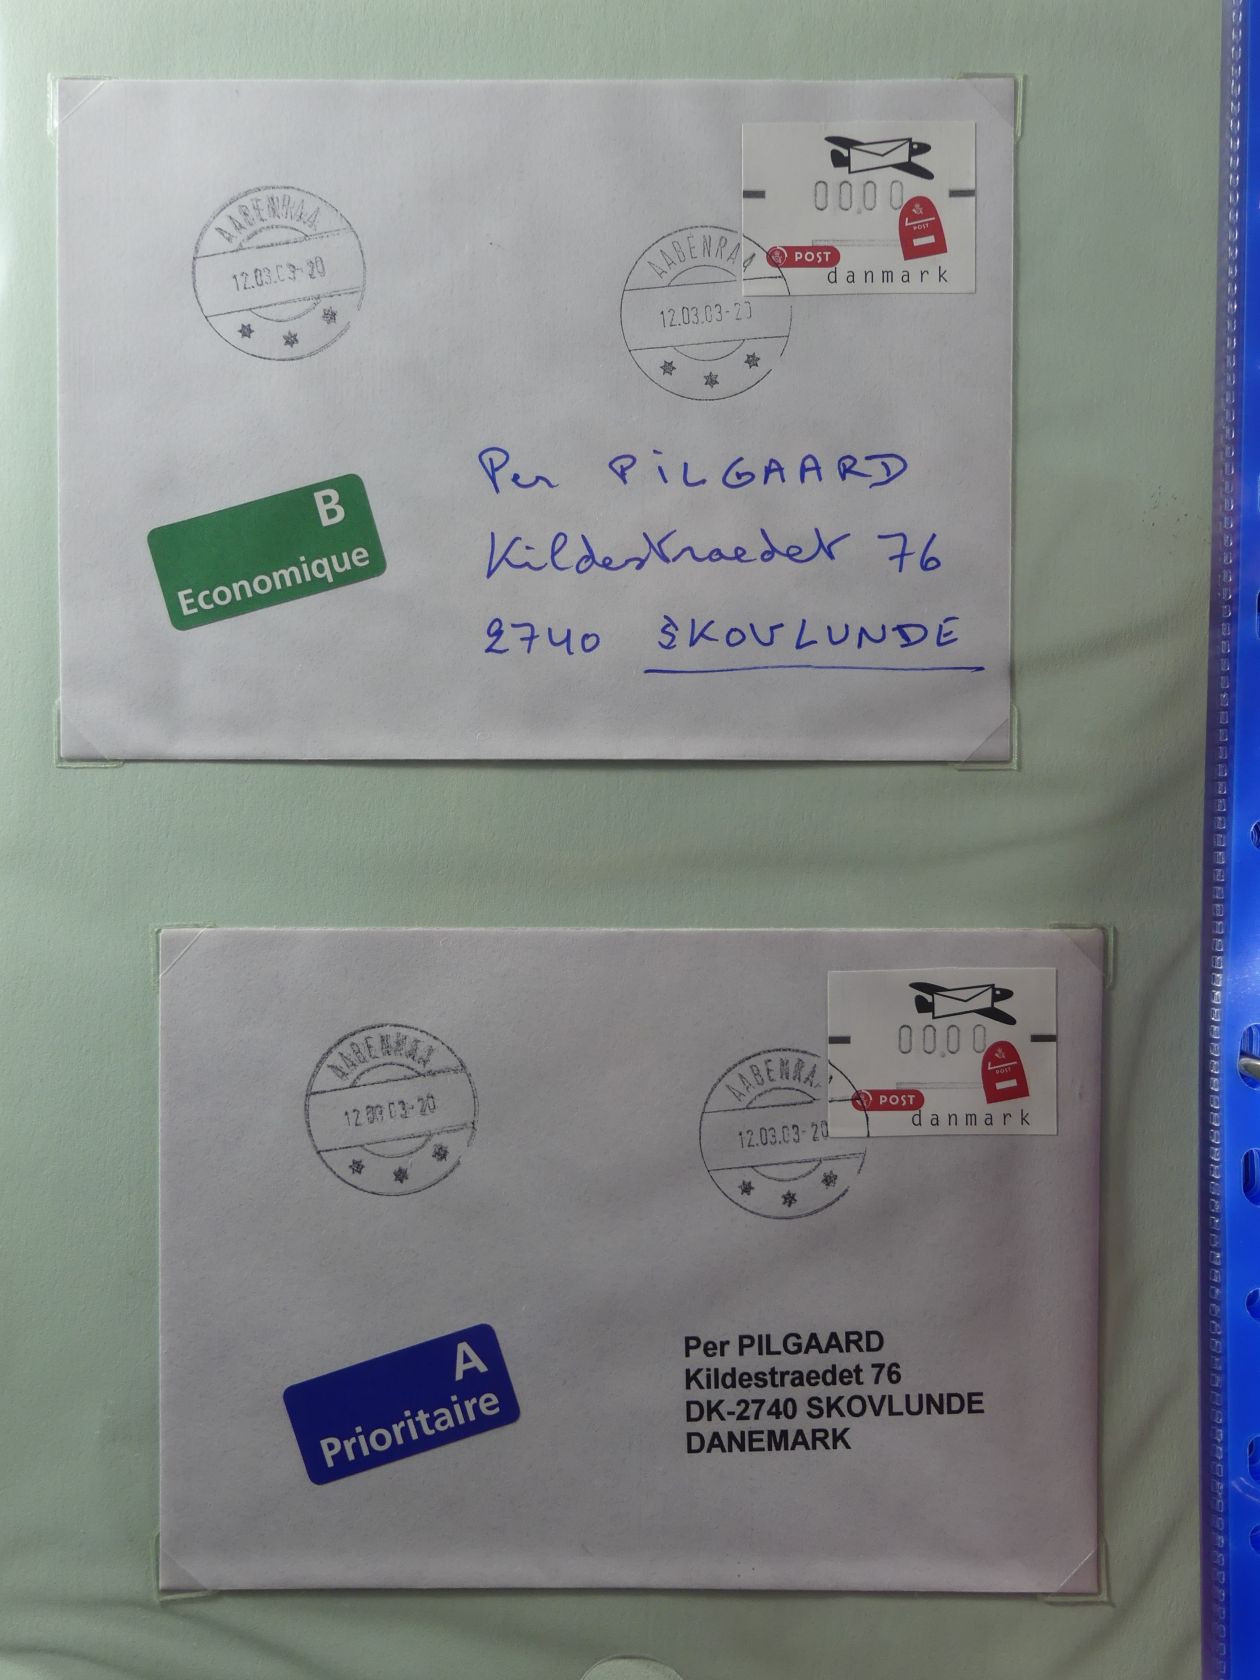 AABENRAA
12.03.03-20
00.00
POST
POST
danmark
AABENRAA
12.03.03-20
B
Economique
Per PILGAARD
Kildestraedet 76
2740 SKOVLUNDE
AABENRAA
12.03.03-20
00.00
POST
POST
danmark
AABENRAA
12.03.03-20
A
Prioritaire
Per PILGAARD
Kildestraedet 76
DK-2740 SKOVLUNDE
DANEMARK